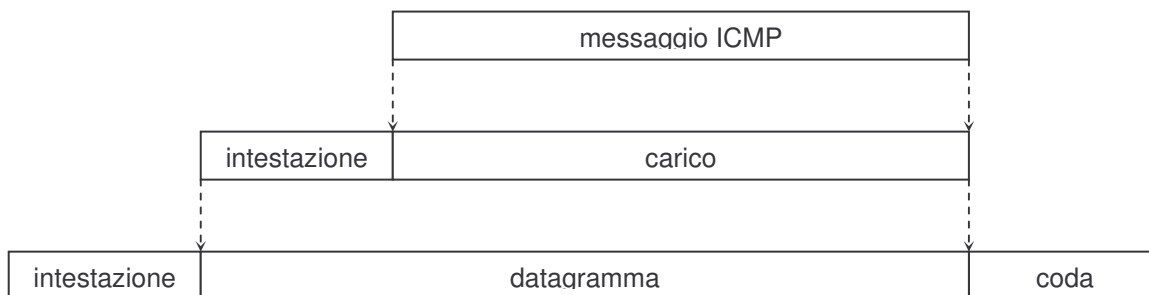 messaggio ICMP
intestazione carico
intestazione datagramma coda